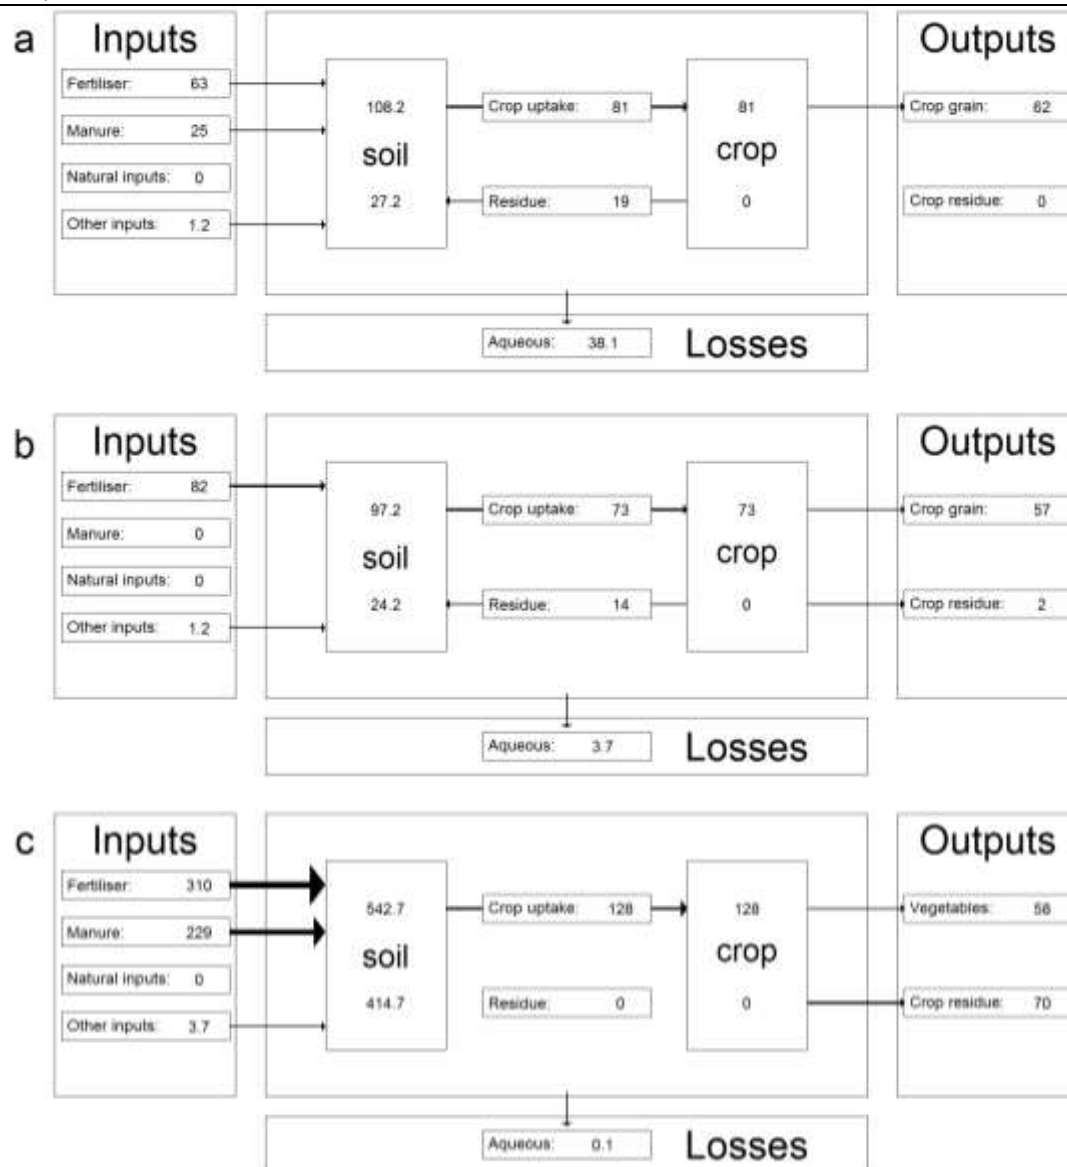 a
Inputs
Fertiliser: 63
Manure: 25
Natural inputs: 0
Other inputs: 1.2
108.2
soil
27.2
Crop uptake: 81
Residue: 19
81
crop
0
Outputs
Crop grain: 62
Crop residue: 0
Aqueous: 38.1
Losses
b
Inputs
Fertiliser: 82
Manure: 0
Natural inputs: 0
Other inputs: 1.2
97.2
soil
24.2
Crop uptake: 73
Residue: 14
73
crop
0
Outputs
Crop grain: 57
Crop residue: 2
Aqueous: 3.7
Losses
c
Inputs
Fertiliser: 310
Manure: 229
Natural inputs: 0
Other inputs: 3.7
542.7
soil
414.7
Crop uptake: 128
Residue: 0
128
crop
0
Outputs
Vegetables: 58
Crop residue: 70
Aqueous: 0.1
Losses